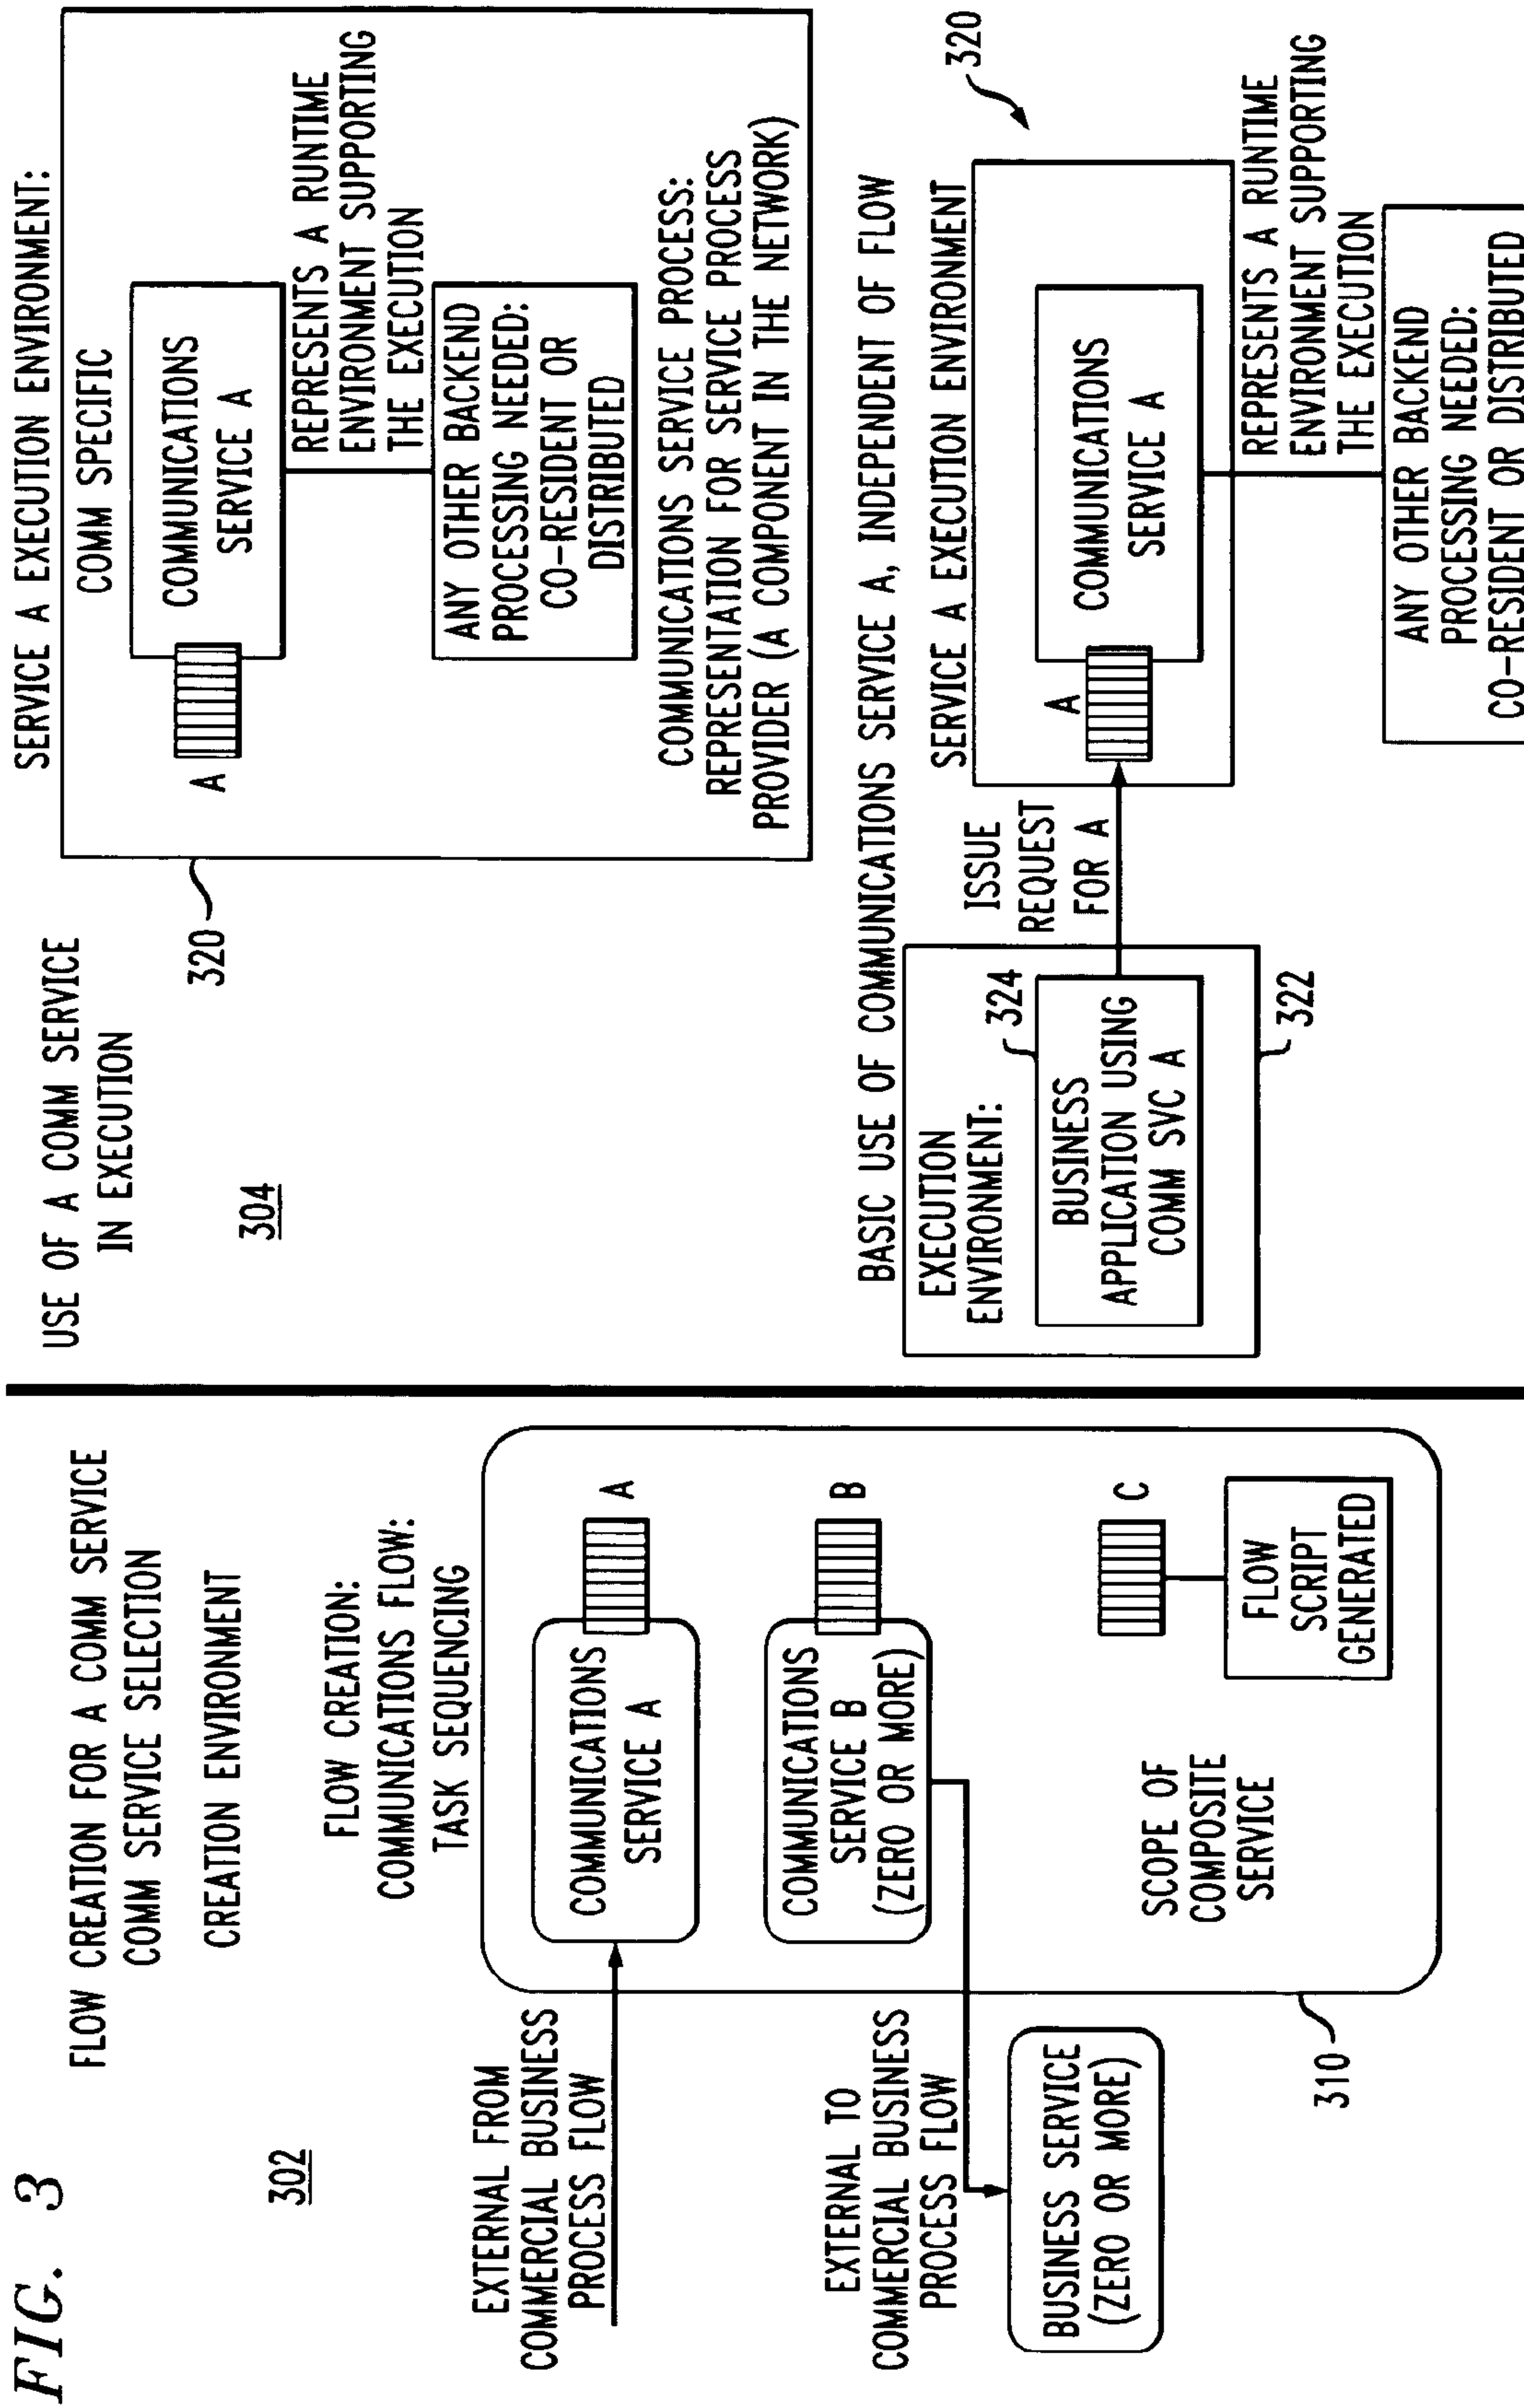 FIG. 3
FLOW CREATION FOR A COMM SERVICE
COMM SERVICE SELECTION
CREATION ENVIRONMENT
302
FLOW CREATION:
COMMUNICATIONS FLOW:
TASK SEQUENCING
EXTERNAL FROM
COMMERCIAL BUSINESS
PROCESS FLOW
COMMUNICATIONS
SERVICE A
A
EXTERNAL TO
COMMERCIAL BUSINESS
PROCESS FLOW
COMMUNICATIONS
SERVICE B
(ZERO OR MORE)
B
BUSINESS SERVICE
(ZERO OR MORE)
SCOPE OF
COMPOSITE
SERVICE
C
FLOW
SCRIPT
GENERATED
310
USE OF A COMM SERVICE
IN EXECUTION
304
SERVICE A EXECUTION ENVIRONMENT:
COMM SPECIFIC
A
COMMUNICATIONS
SERVICE A
320
REPRESENTS A RUNTIME
ENVIRONMENT SUPPORTING
THE EXECUTION
ANY OTHER BACKEND
PROCESSING NEEDED:
CO-RESIDENT OR
DISTRIBUTED
COMMUNICATIONS SERVICE PROCESS:
REPRESENTATION FOR SERVICE PROCESS
PROVIDER (A COMPONENT IN THE NETWORK)
BASIC USE OF COMMUNICATIONS SERVICE A, INDEPENDENT OF FLOW
EXECUTION
ENVIRONMENT:
324
BUSINESS
APPLICATION USING
COMM SVC A
322
ISSUE
REQUEST
FOR A
SERVICE A EXECUTION ENVIRONMENT
320
A
COMMUNICATIONS
SERVICE A
REPRESENTS A RUNTIME
ENVIRONMENT SUPPORTING
THE EXECUTION
ANY OTHER BACKEND
PROCESSING NEEDED:
CO-RESIDENT OR DISTRIBUTED